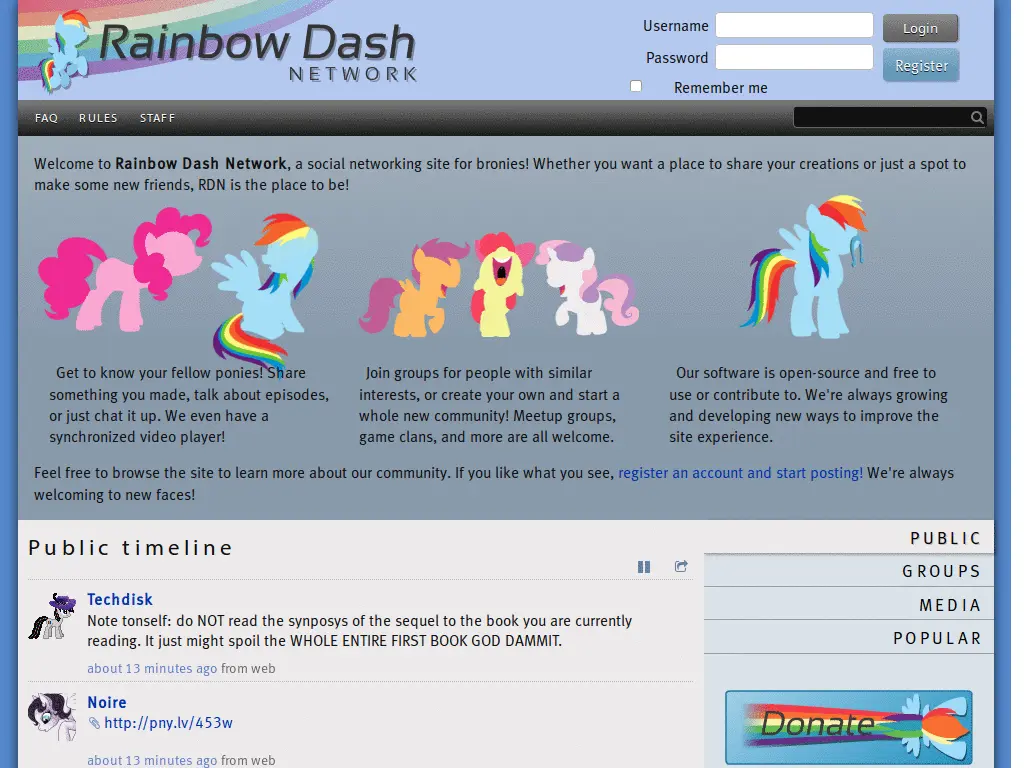 Rainbow Dash
NETWORK
Username
Login
Password
Register
Remember me
FAQ RULES STAFF
Welcome to Rainbow Dash Network, a social networking site for bronies! Whether you want a place to share your creations or just a spot to
make some new friends, RDN is the place to be!
Get to know your fellow ponies! Share
something you made, talk about episodes,
or just chat it up. We even have a
synchronized video player!
Join groups for people with similar
interests, or create your own and start a
whole new community! Meetup groups,
game clans, and more are all welcome.
Our software is open-source and free to
use or contribute to. We're always growing
and developing new ways to improve the
site experience.
Feel free to browse the site to learn more about our community. If you like what you see, register an account and start posting! We're always
welcoming to new faces!
Public timeline
Techdisk
Note tonself: do NOT read the synposys of the sequel to the book you are currently
reading. It just might spoil the WHOLE ENTIRE FIRST BOOK GOD DAMMIT.
about 13 minutes ago from web
Noire
http://pny.lv/453w
about 13 minutes ago from web
PUBLIC
GROUPS
MEDIA
POPULAR
Donate